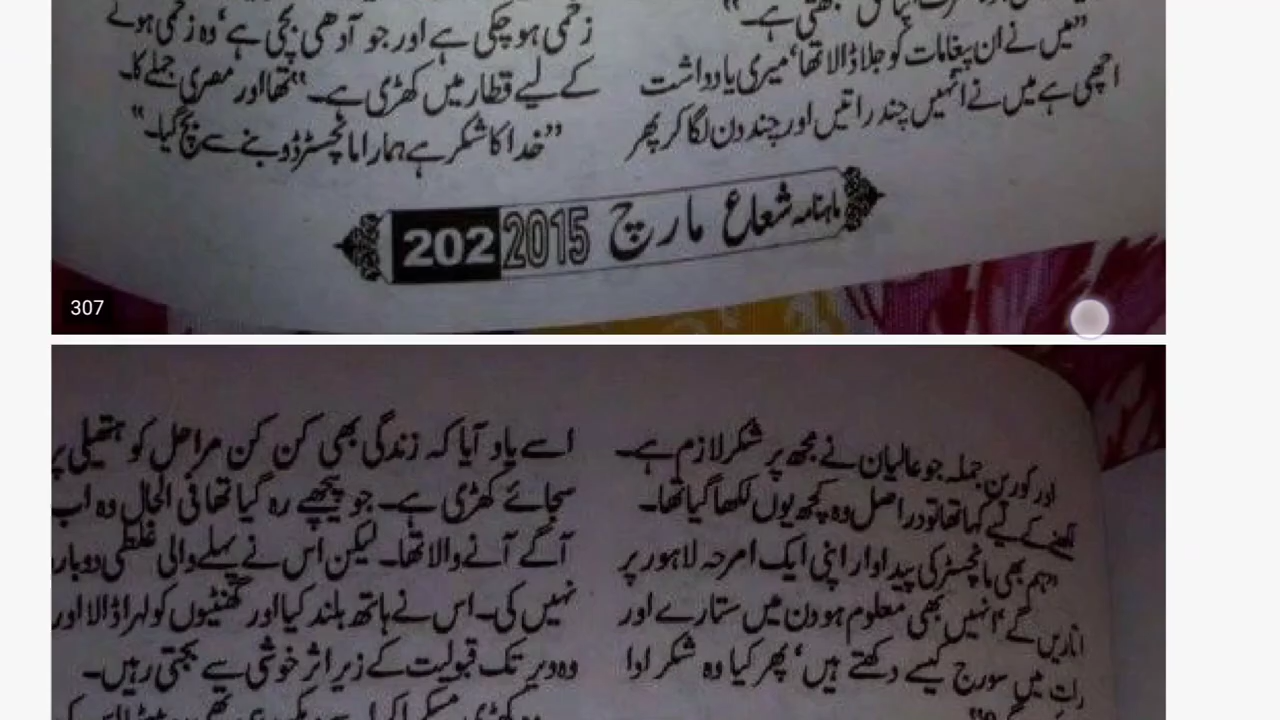 سمجھتی ہے۔"
"میں نے ان پیغامات کو جلا ڈالا تھا، میری یادداشت
اچھی ہے میں نے انہیں چند راتیں اور چند دن لگا کر پھر
زخمی ہو چکی ہے اور جو آدھی بچی ہے، وہ زخمی ہونے
کے لیے قطار میں کھڑی ہے۔" تھا اور مصری جملے کا۔
"خدا کا شکر ہے ہمارا مانچسٹر ڈوبنے سے بچ گیا۔"
ماہنامہ شعاع مارچ 2015 202
307
اور کورین جملہ جو عالیان نے مجھ پر شکر لازم ہے۔
کے لیے کہا تھا تو در اصل وہ کچھ یوں لکھا گیا تھا۔
"ہم بھی مانچسٹر کی پیداوار اپنی ایک امرحہ لاہور پر
اتاریں گے، انہیں بھی معلوم ہو دن میں ستارے اور
رات میں سورج کیسے دکھتے ہیں، پھر کیا وہ شکر ادا
اسے یاد آیا کہ زندگی بھی کن کن مراحل کو ہتھیلی پر
سجائے کھڑی ہے۔ جو پیچھے رہ گیا تھا فی الحال وہ اب
آگے آنے والا تھا۔ لیکن اس نے پہلے والی غلطی دوبار
نہیں کی۔ اس نے ہاتھ بلند کیا اور گھنٹیوں کو لہرا ڈالا اور
وہ دیر تک قبولیت کے زیر اثر خوشی سے بجتی رہیں۔